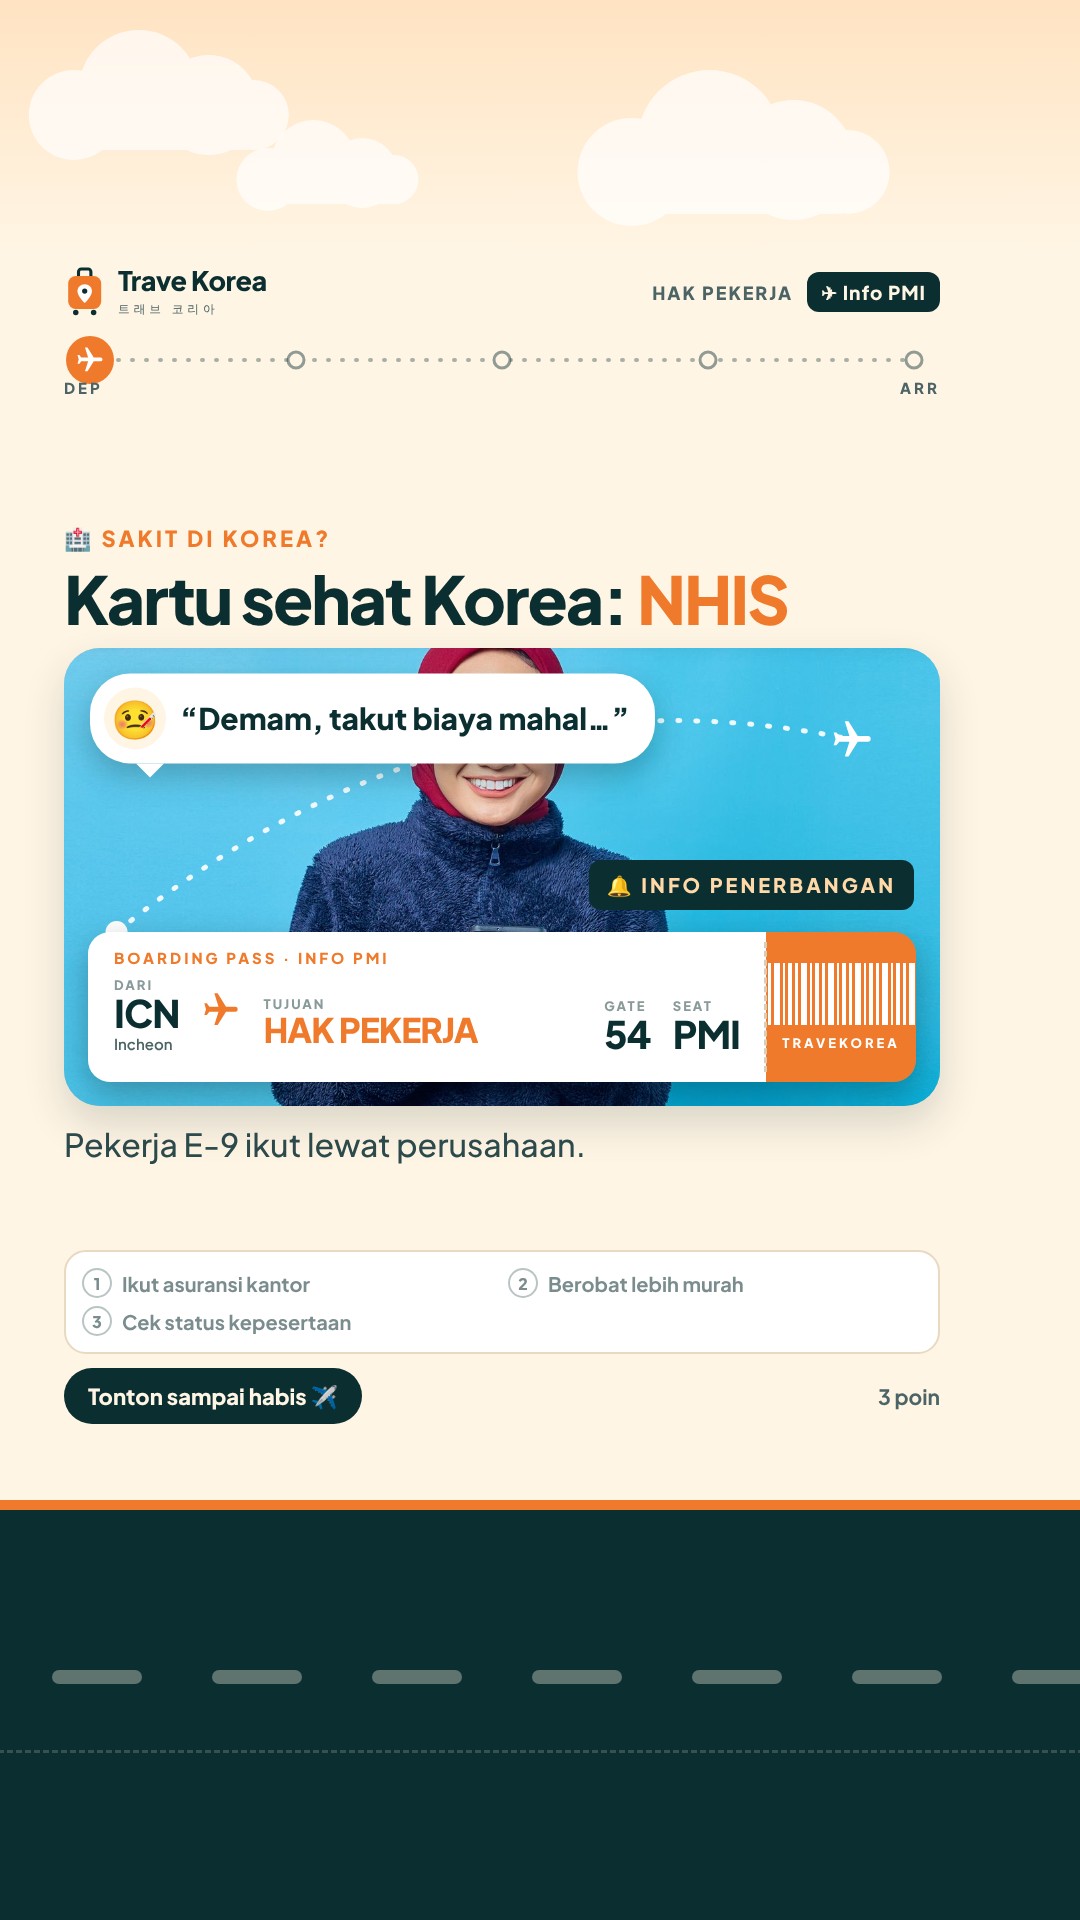 Trave Korea
트래브 코리아
HAK PEKERJA
✈ Info PMI
DEP
ARR
🏥 SAKIT DI KOREA?
Kartu sehat Korea: NHIS
“Demam, takut biaya mahal…”
🔔 INFO PENERBANGAN
BOARDING PASS · INFO PMI
DARI
ICN
Incheon
TUJUAN
HAK PEKERJA
GATE
54
SEAT
PMI
TRAVEKOREA
Pekerja E-9 ikut lewat perusahaan.
1 Ikut asuransi kantor
2 Berobat lebih murah
3 Cek status kepesertaan
Tonton sampai habis ✈️
3 poin